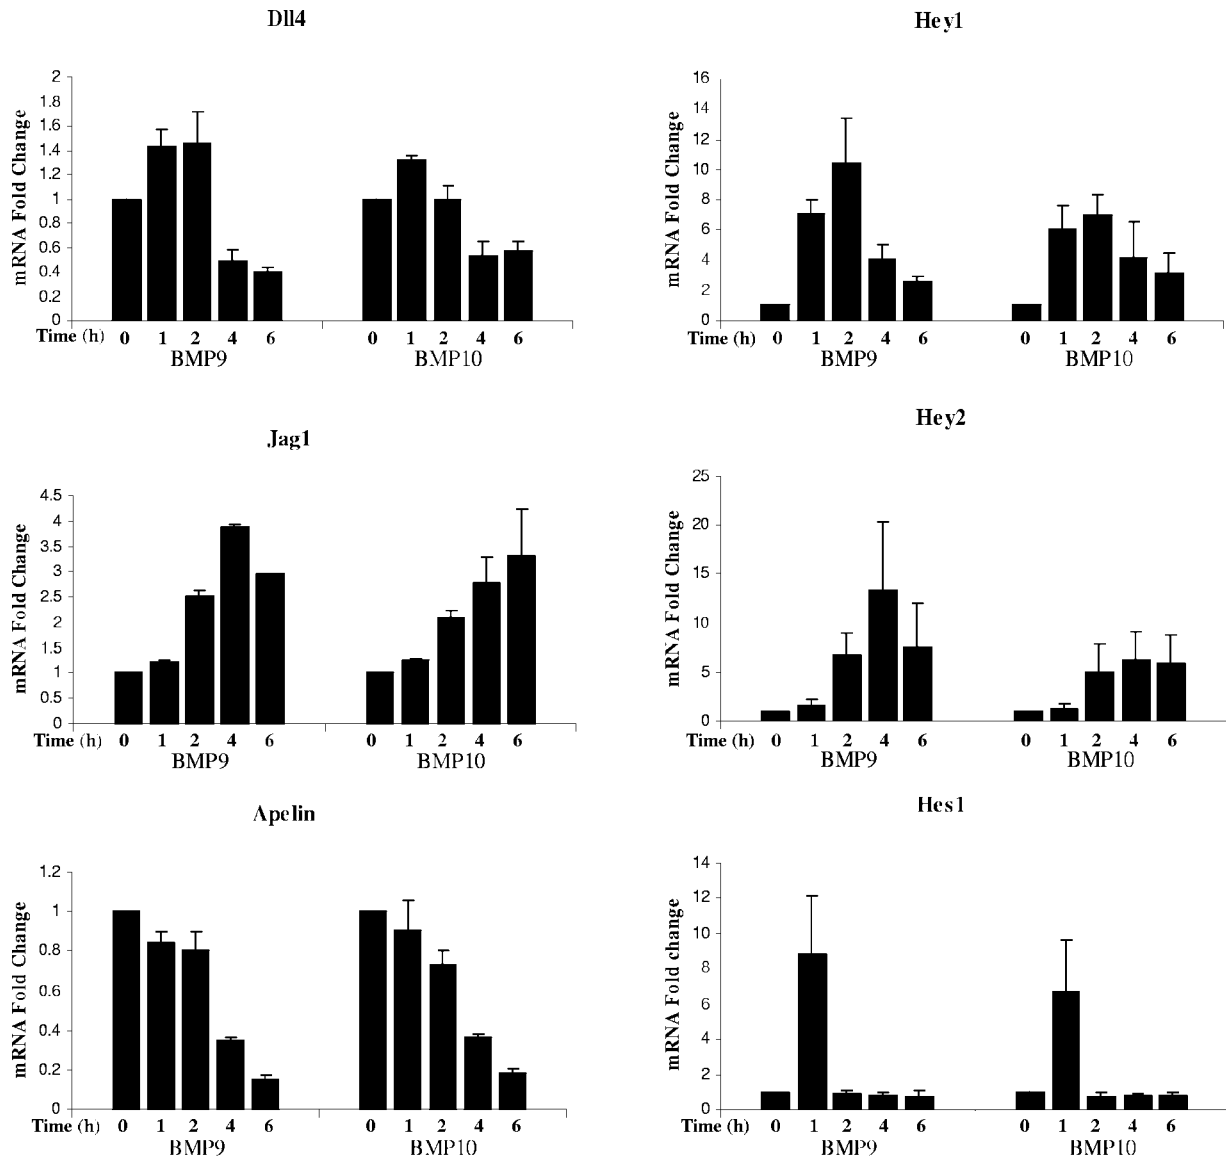 Dll4
mRNA Fold Change
2
1.8
1.6
1.4
1.2
1
0.8
0.6
0.4
0.2
0
Time (h) 0 1 2 4 6 0 1 2 4 6
BMP9 BMP10
Hey1
mRNA Fold Change
16
14
12
10
8
6
4
2
0
Time (h) 0 1 2 4 6 0 1 2 4 6
BMP9 BMP10
Jag1
mRNA Fold Change
4.5
4
3.5
3
2.5
2
1.5
1
0.5
0
Time (h) 0 1 2 4 6 0 1 2 4 6
BMP9 BMP10
Hey2
mRNA Fold Change
25
20
15
10
5
0
Time (h) 0 1 2 4 6 0 1 2 4 6
BMP9 BMP10
Apelin
mRNA Fold Change
1.2
1
0.8
0.6
0.4
0.2
0
Time (h) 0 1 2 4 6 0 1 2 4 6
BMP9 BMP10
Hes1
mRNA Fold change
14
12
10
8
6
4
2
0
Time (h) 0 1 2 4 6 0 1 2 4 6
BMP9 BMP10